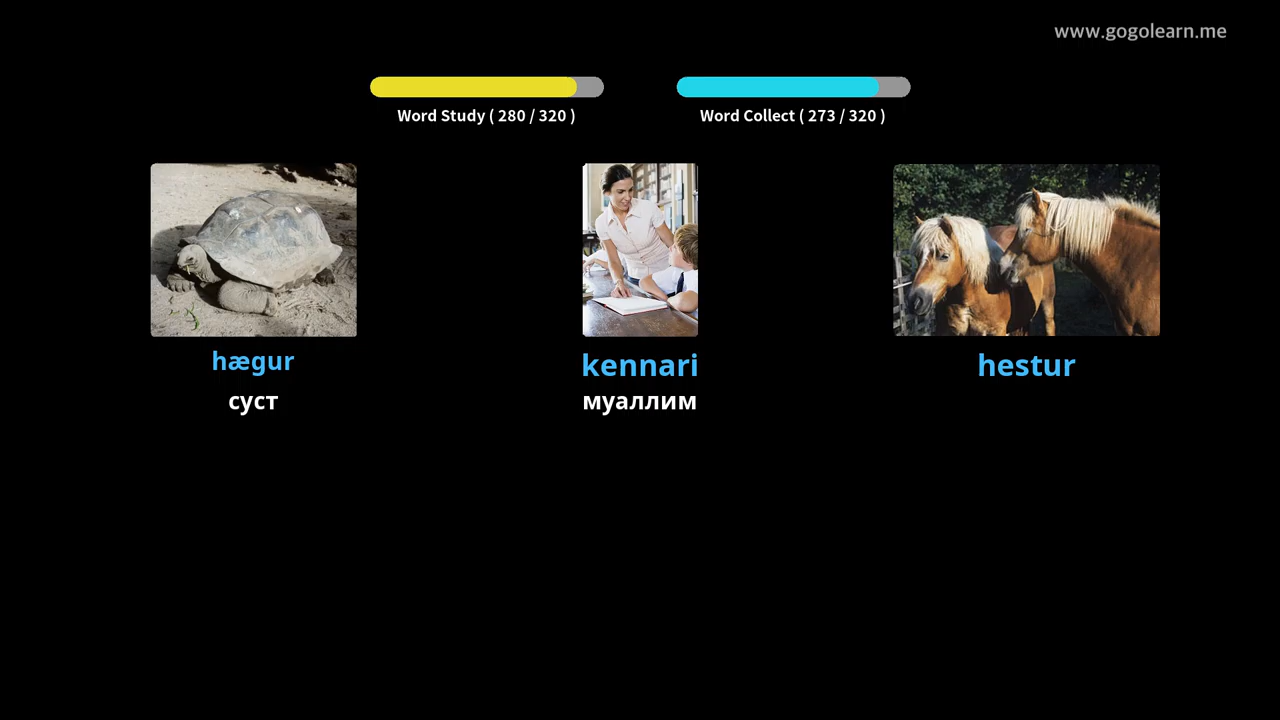 www.gogolearn.me
Word Study ( 280 / 320 )
Word Collect ( 273 / 320 )
hægur
суст
kennari
муаллим
hestur